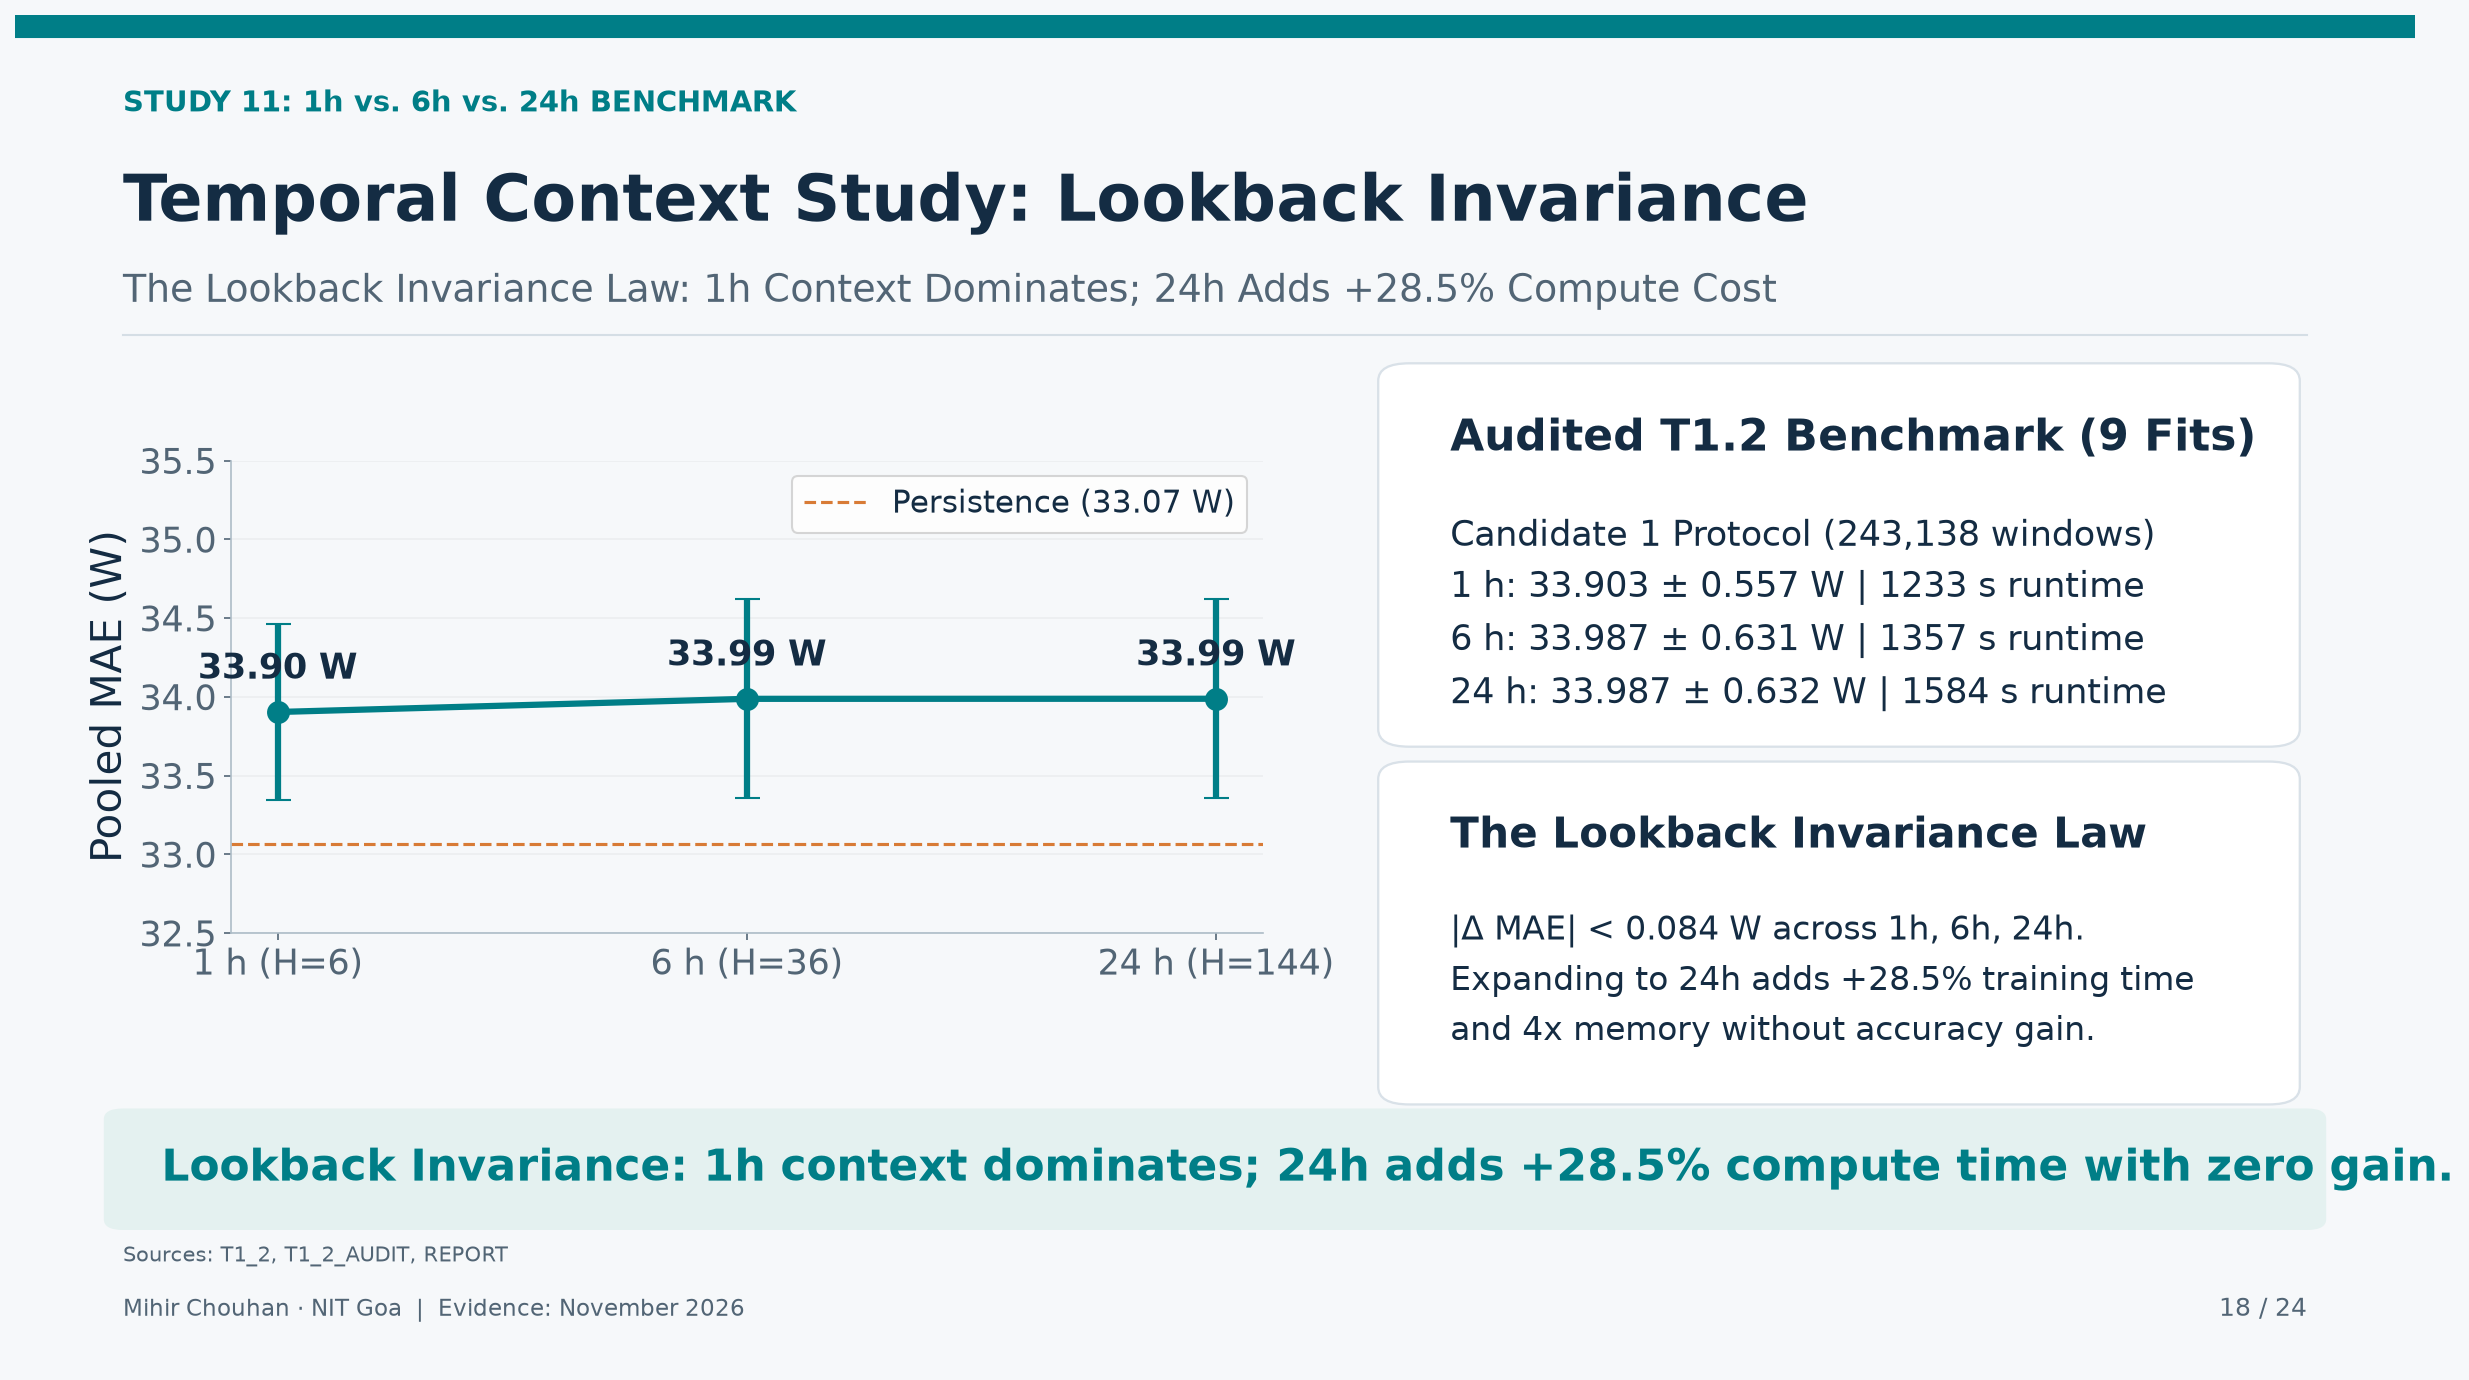 STUDY 11: 1h vs. 6h vs. 24h BENCHMARK
Temporal Context Study: Lookback Invariance
The Lookback Invariance Law: 1h Context Dominates; 24h Adds +28.5% Compute Cost
Pooled MAE (W)
35.5
35.0
34.5
34.0
33.5
33.0
32.5
Persistence (33.07 W)
33.90 W
33.99 W
33.99 W
1 h (H=6)
6 h (H=36)
24 h (H=144)
Audited T1.2 Benchmark (9 Fits)
Candidate 1 Protocol (243,138 windows)
1 h: 33.903 ± 0.557 W | 1233 s runtime
6 h: 33.987 ± 0.631 W | 1357 s runtime
24 h: 33.987 ± 0.632 W | 1584 s runtime
The Lookback Invariance Law
|Δ MAE| < 0.084 W across 1h, 6h, 24h.
Expanding to 24h adds +28.5% training time
and 4x memory without accuracy gain.
Lookback Invariance: 1h context dominates; 24h adds +28.5% compute time with zero gain.
Sources: T1_2, T1_2_AUDIT, REPORT
Mihir Chouhan · NIT Goa | Evidence: November 2026
18 / 24